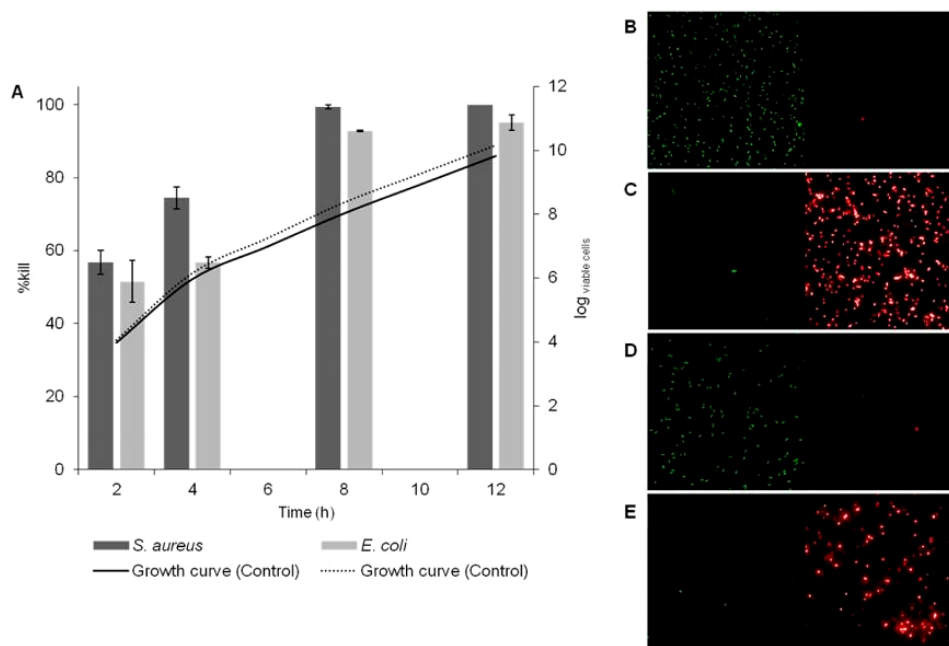 A
%kill
100
80
60
40
20
0
12
10
8
6
4
2
0
log viable cells
2 4 6 8 10 12
Time (h)
S. aureus E. coli
Growth curve (Control) Growth curve (Control)
B
C
D
E